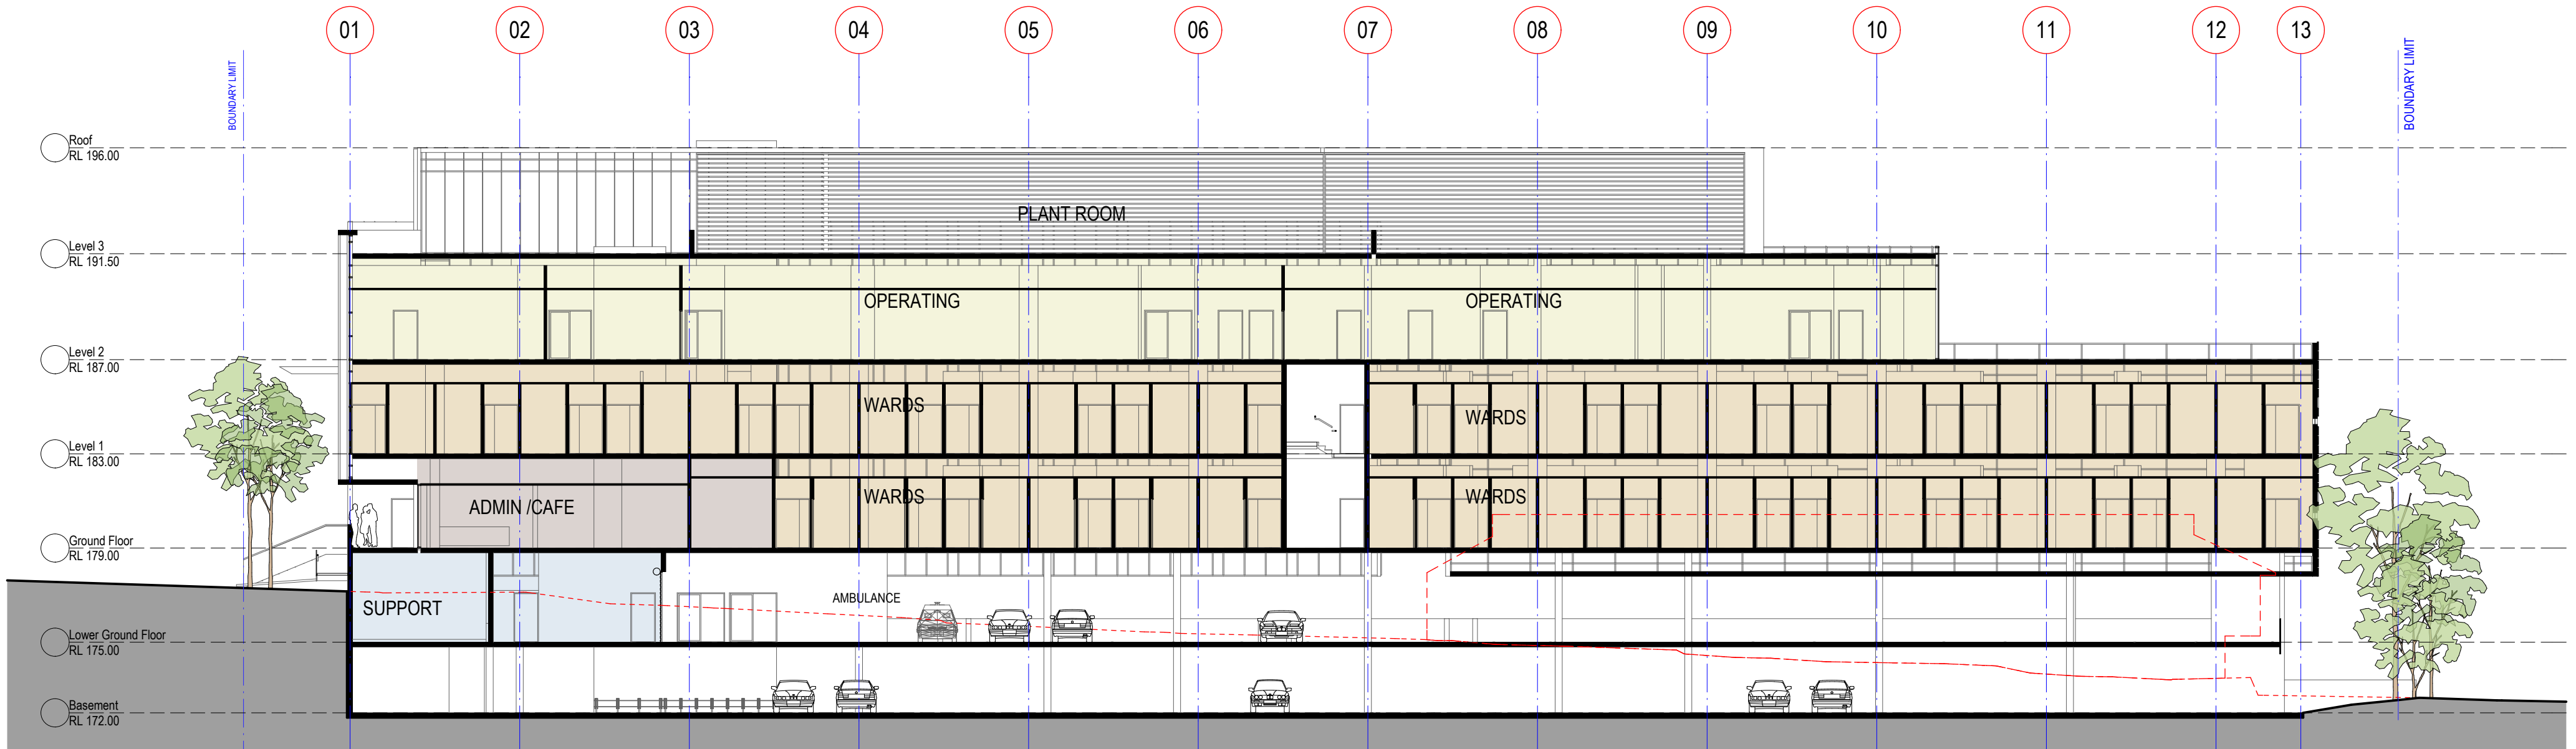 01 02 03 04 05 06 07 08 09 10 11 12 13
BOUNDARY LIMIT
BOUNDARY LIMIT
Roof
RL 196.00
PLANT ROOM
Level 3
RL 191.50
OPERATING
OPERATING
Level 2
RL 187.00
WARDS
WARDS
Level 1
RL 183.00
WARDS
WARDS
ADMIN /CAFE
Ground Floor
RL 179.00
AMBULANCE
SUPPORT
Lower Ground Floor
RL 175.00
Basement
RL 172.00